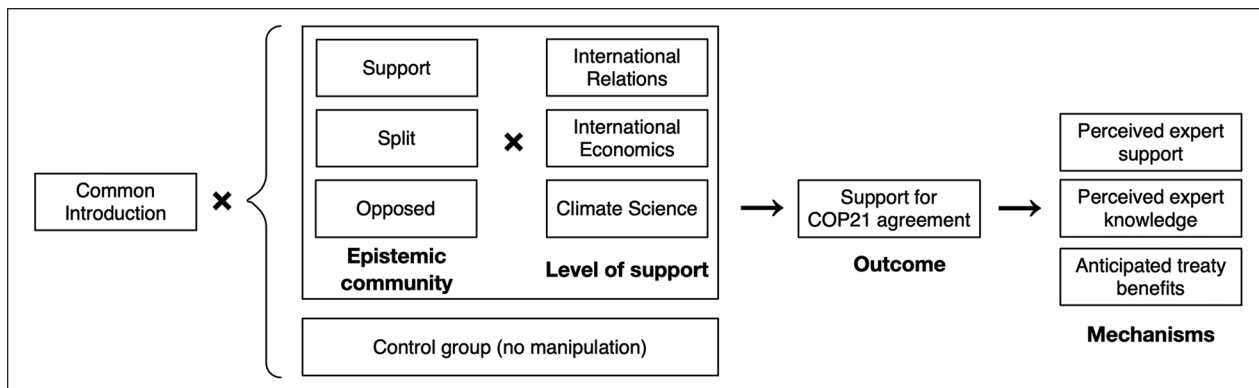 Common
Introduction
×
Support
Split
Opposed
Epistemic
community
×
International
Relations
International
Economics
Climate Science
Level of support
Control group (no manipulation)
Support for
COP21 agreement
Outcome
Perceived expert
support
Perceived expert
knowledge
Anticipated treaty
benefits
Mechanisms